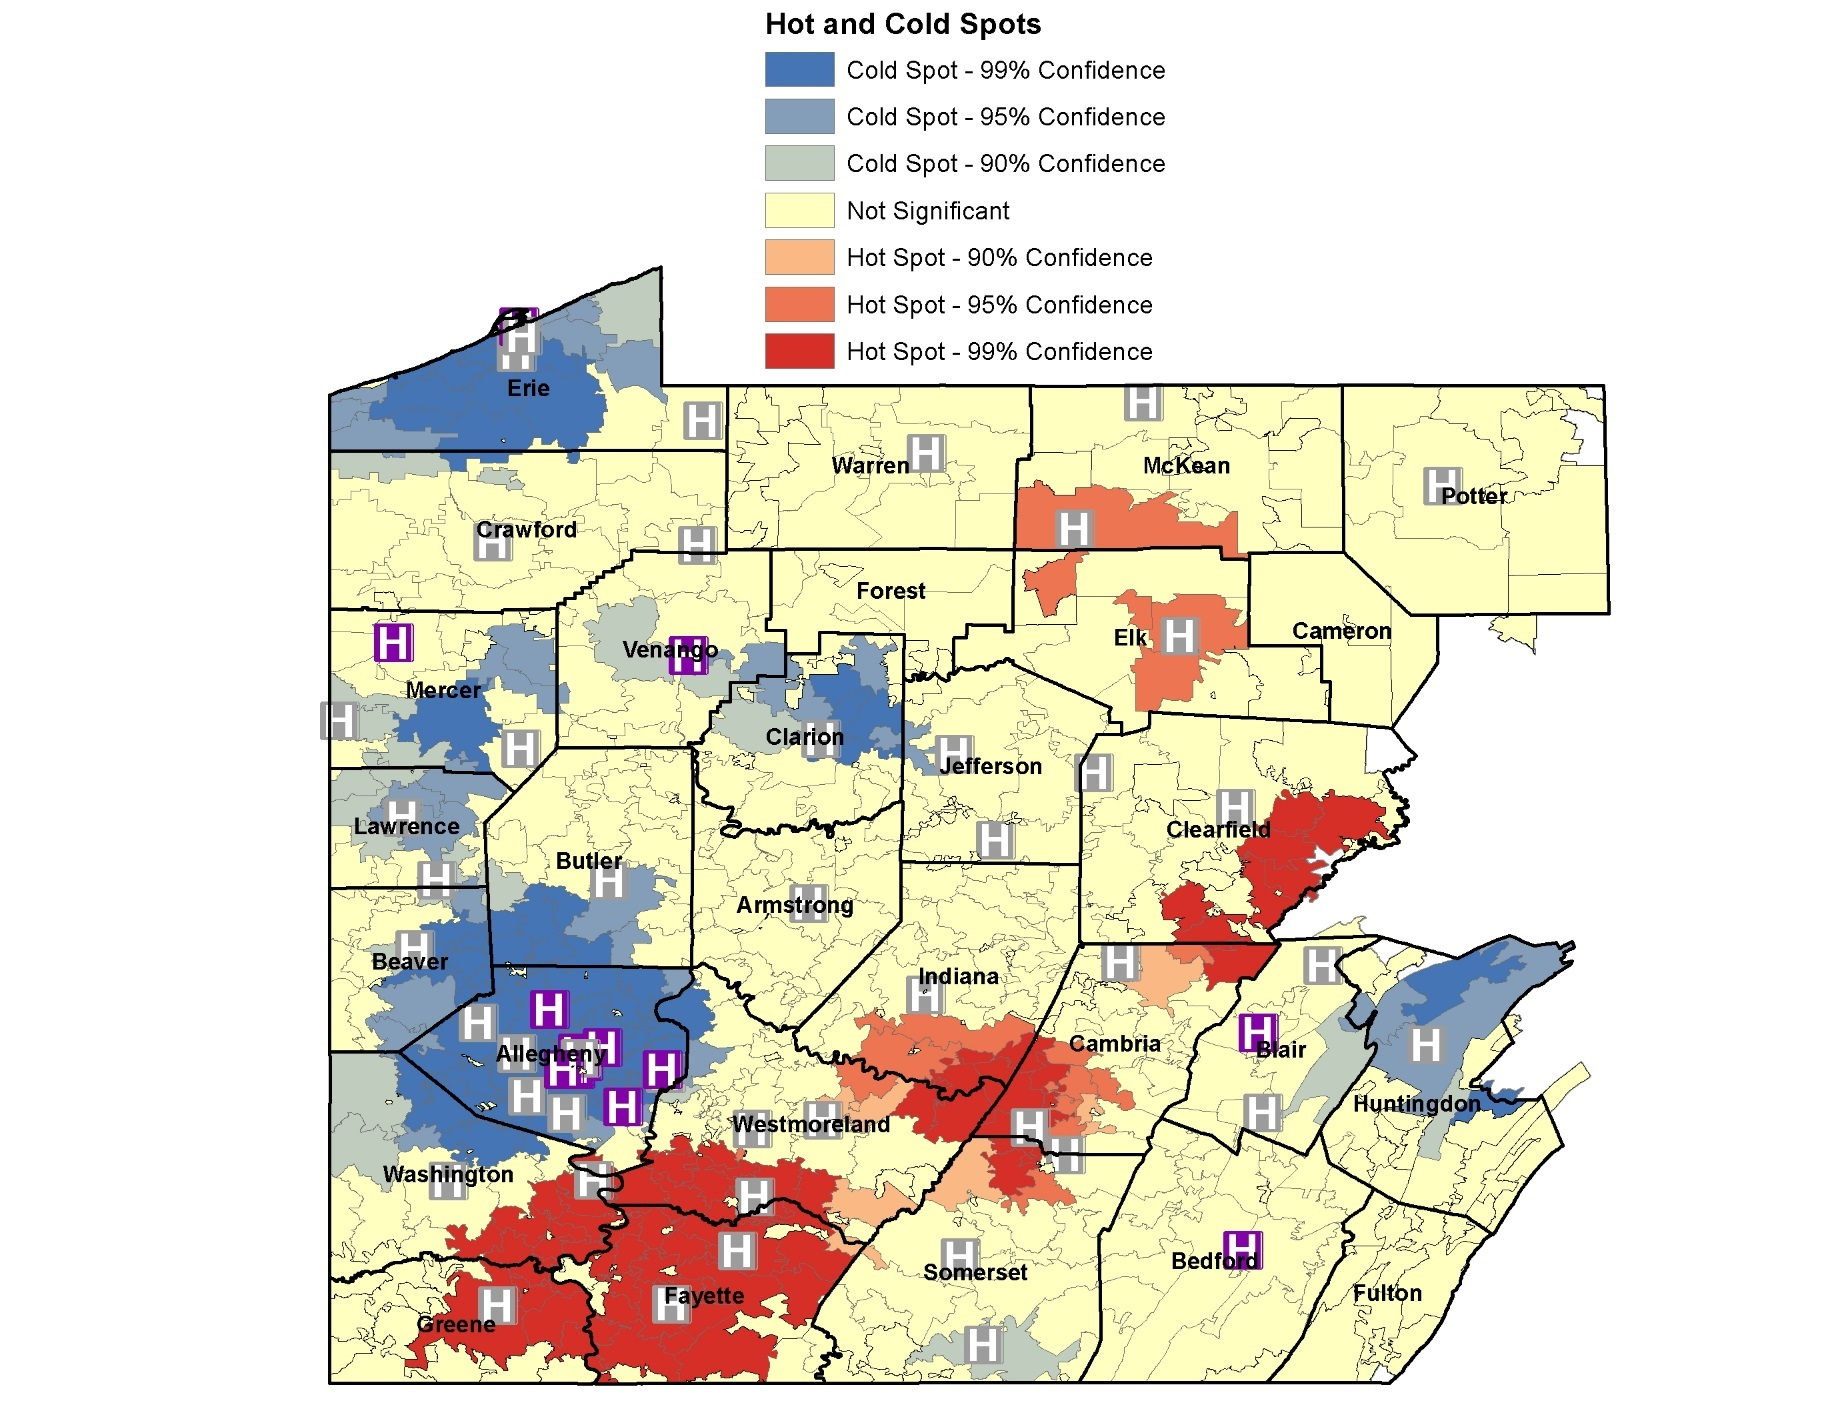 Hot and Cold Spots
Cold Spot - 99% Confidence
Cold Spot - 95% Confidence
Cold Spot - 90% Confidence
Not Significant
Hot Spot - 90% Confidence
Hot Spot - 95% Confidence
Hot Spot - 99% Confidence
H
H
Erie
H
H
H
Warren
H
McKean
H
Potter
Crawford
H
H
H
Forest
H
Venango
H
Elk
H
Cameron
Mercer
H
H
Clarion
H
Jefferson
H
H
Lawrence
H
Clearfield
H
H
Butler
H
H
Armstrong
H
Beaver
H
Indiana
H
H
H
H
H
Allegheny
H
H
H
H
H
H
H
H
Cambria
Blair
H
H
Huntingdon
Westmoreland
H
H
H
H
H
Washington
H
H
H
H
Somerset
H
Bedford
H
Fulton
Fayette
H
Greene
H
H